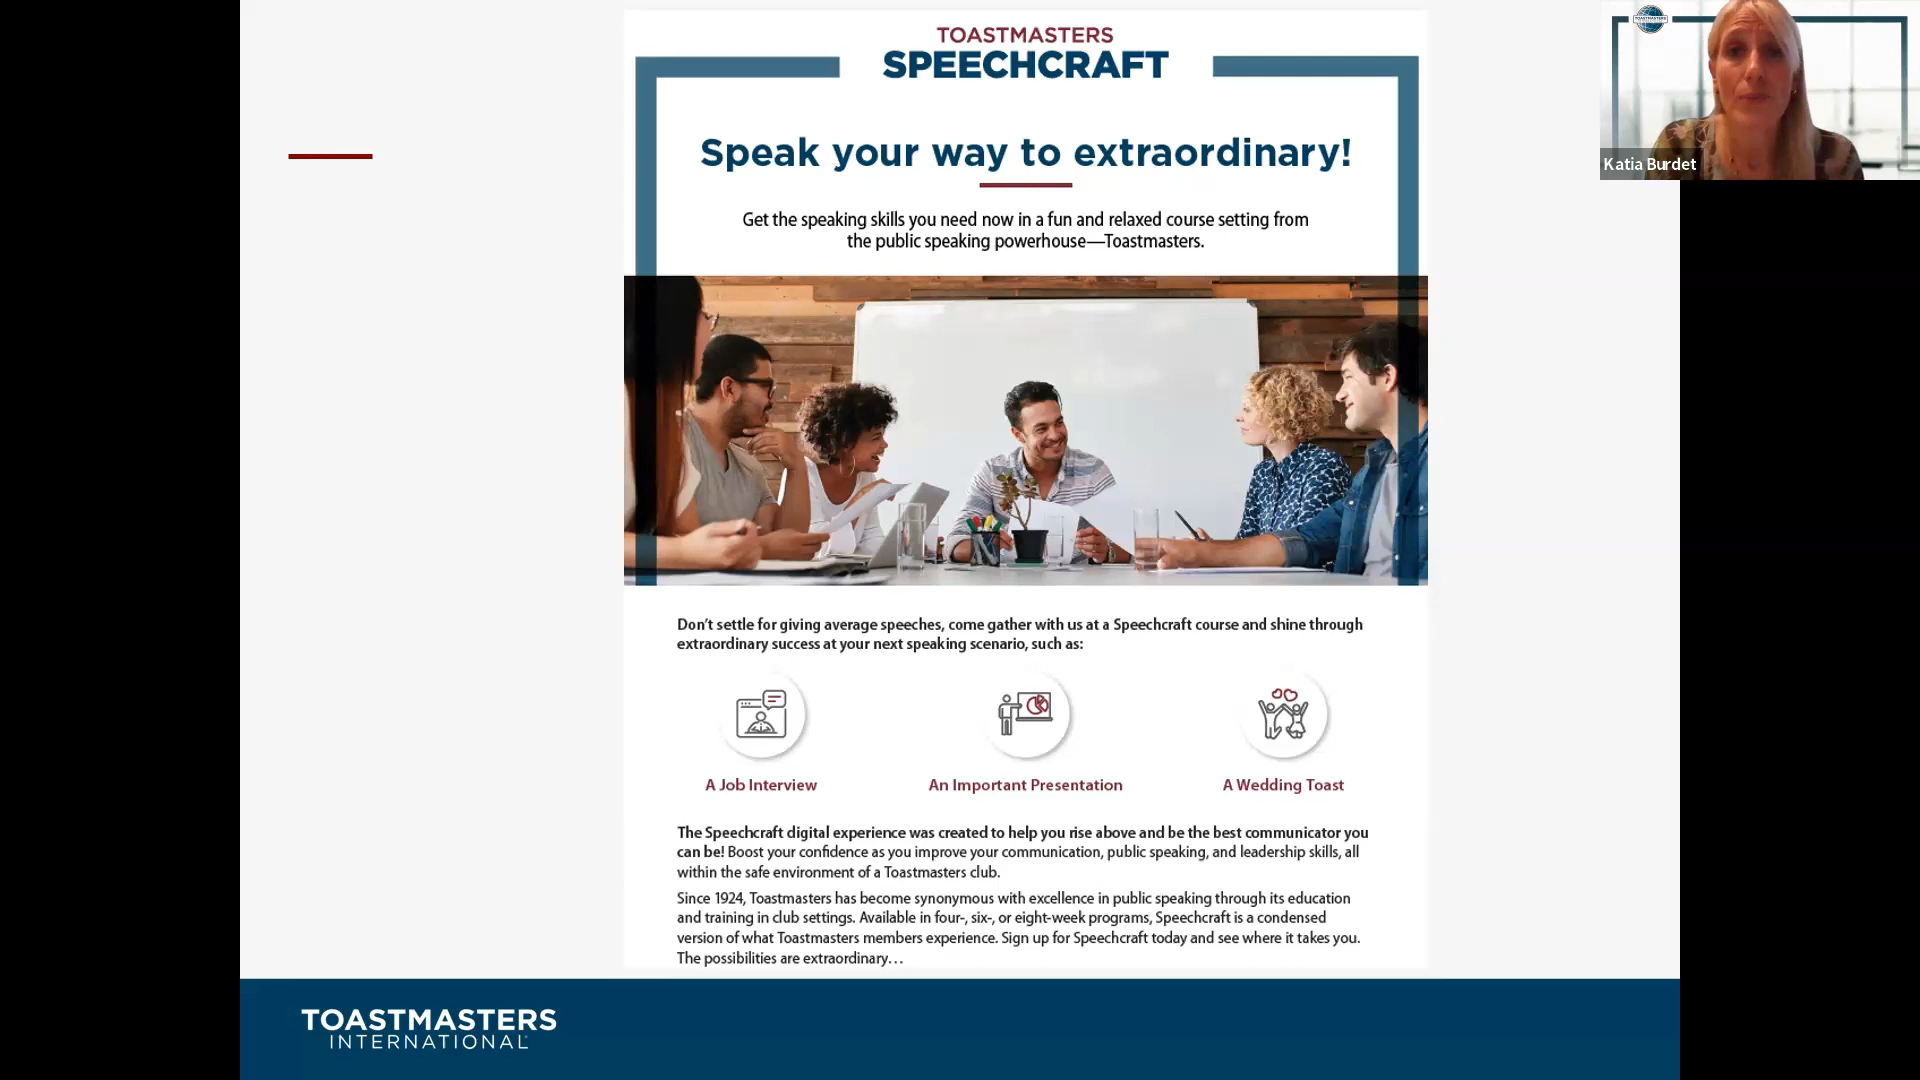 TOASTMASTERS
SPEECHCRAFT
Speak your way to extraordinary!
Get the speaking skills you need now in a fun and relaxed course setting from
the public speaking powerhouse—Toastmasters.
Don’t settle for giving average speeches, come gather with us at a Speechcraft course and shine through
extraordinary success at your next speaking scenario, such as:
A Job Interview
An Important Presentation
A Wedding Toast
The Speechcraft digital experience was created to help you rise above and be the best communicator you
can be! Boost your confidence as you improve your communication, public speaking, and leadership skills, all
within the safe environment of a Toastmasters club.
Since 1924, Toastmasters has become synonymous with excellence in public speaking through its education
and training in club settings. Available in four-, six-, or eight-week programs, Speechcraft is a condensed
version of what Toastmasters members experience. Sign up for Speechcraft today and see where it takes you.
The possibilities are extraordinary…
TOASTMASTERS
INTERNATIONAL
TOASTMASTERS
Katia Burdet